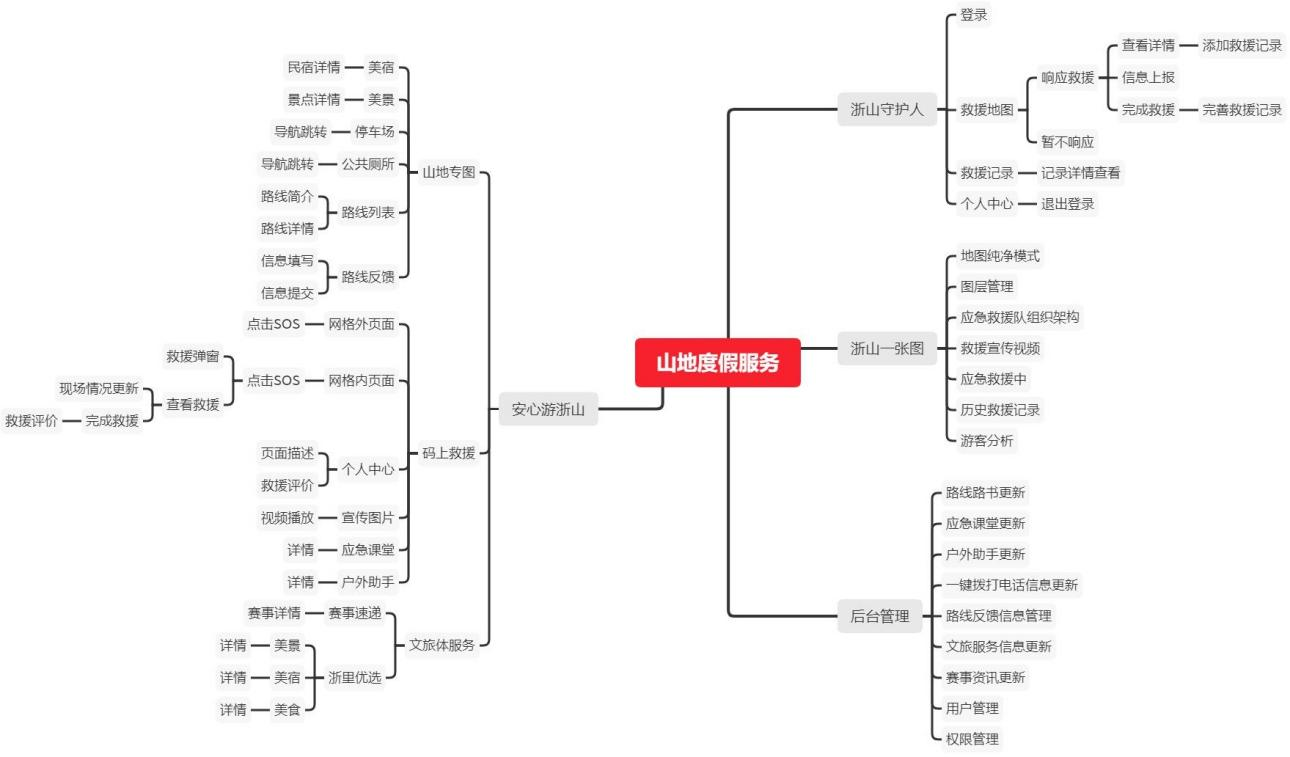 山地度假服务
浙山守护人
登录
救援地图
响应救援
查看详情
添加救援记录
信息上报
完成救援
完善救援记录
暂不响应
救援记录
记录详情查看
个人中心
退出登录
浙山一张图
地图纯净模式
图层管理
应急救援队组织架构
救援宣传视频
应急救援中
历史救援记录
游客分析
后台管理
路线路书更新
应急课堂更新
户外助手更新
一键拨打电话信息更新
路线反馈信息管理
文旅服务信息更新
赛事资讯更新
用户管理
权限管理
安心游浙山
山地专图
美宿
民宿详情
美景
景点详情
停车场
导航跳转
公共厕所
导航跳转
路线列表
路线简介
路线详情
路线反馈
信息填写
信息提交
码上救援
网格外页面
点击SOS
网格内页面
点击SOS
救援弹窗
查看救援
现场情况更新
完成救援
救援评价
个人中心
页面描述
救援评价
宣传图片
视频播放
应急课堂
详情
户外助手
详情
文旅体服务
赛事速递
赛事详情
浙里优选
美景
详情
美宿
详情
美食
详情